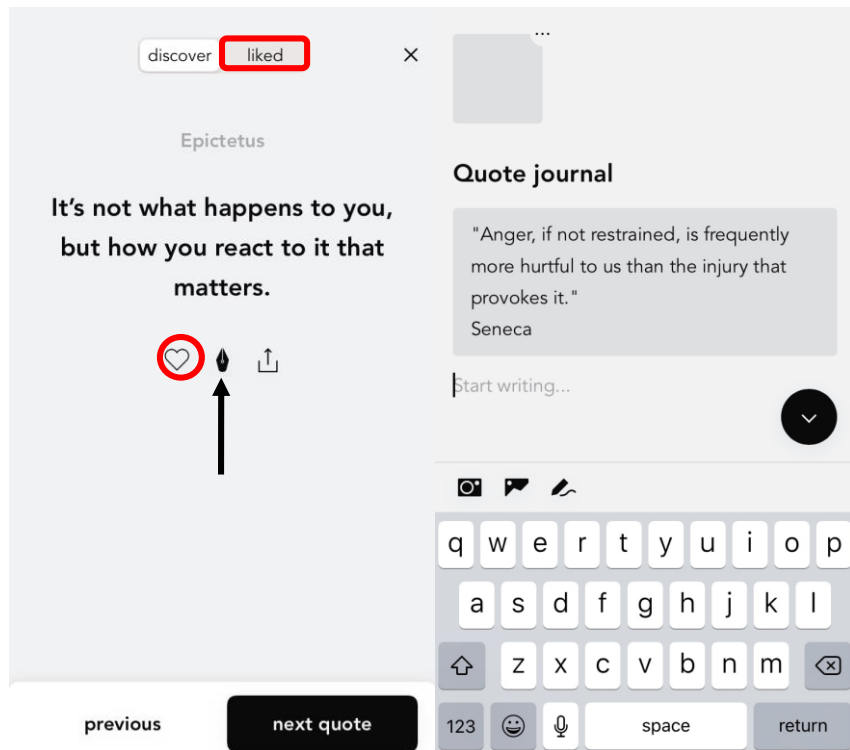 discover liked
Epictetus
It's not what happens to you,
but how you react to it that
matters.
previous next quote
...
Quote journal
"Anger, if not restrained, is frequently
more hurtful to us than the injury that
provokes it."
Seneca
Start writing...
q w e r t y u i o p
a s d f g h j k l
z x c v b n m
123 space return